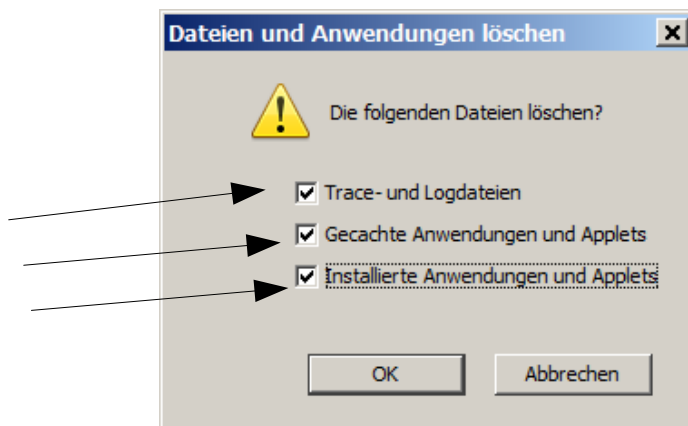 Dateien und Anwendungen löschen
Die folgenden Dateien löschen?
Trace- und Logdateien
Gecachte Anwendungen und Applets
Installierte Anwendungen und Applets
OK Abbrechen